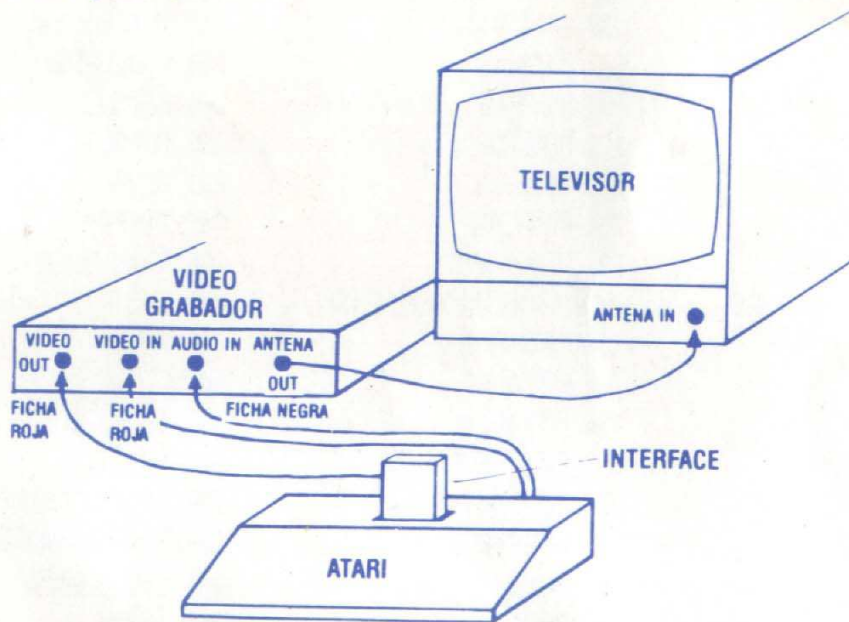 TELEVISOR
ANTENA IN
VIDEO
GRABADOR
VIDEO OUT
VIDEO IN
AUDIO IN
ANTENA OUT
FICHA ROJA
FICHA ROJA
FICHA NEGRA
INTERFACE
ATARI